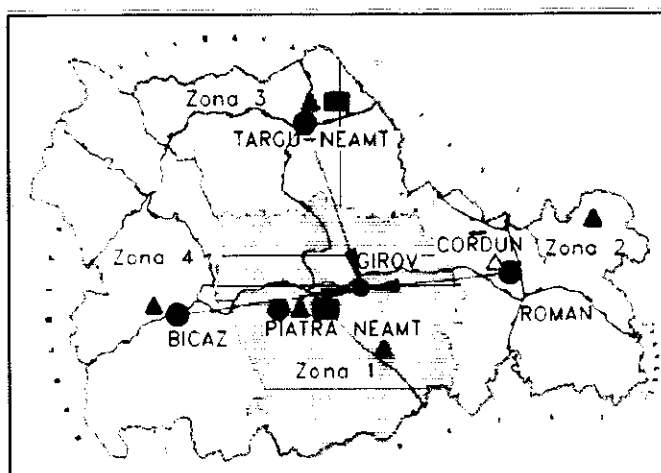 Zona 3
TARGU-NEAMT
CORDUN
Zona 2
GIROV
Zona 4
ROMAN
PIATRA NEAMT
BICAZ
Zona 1